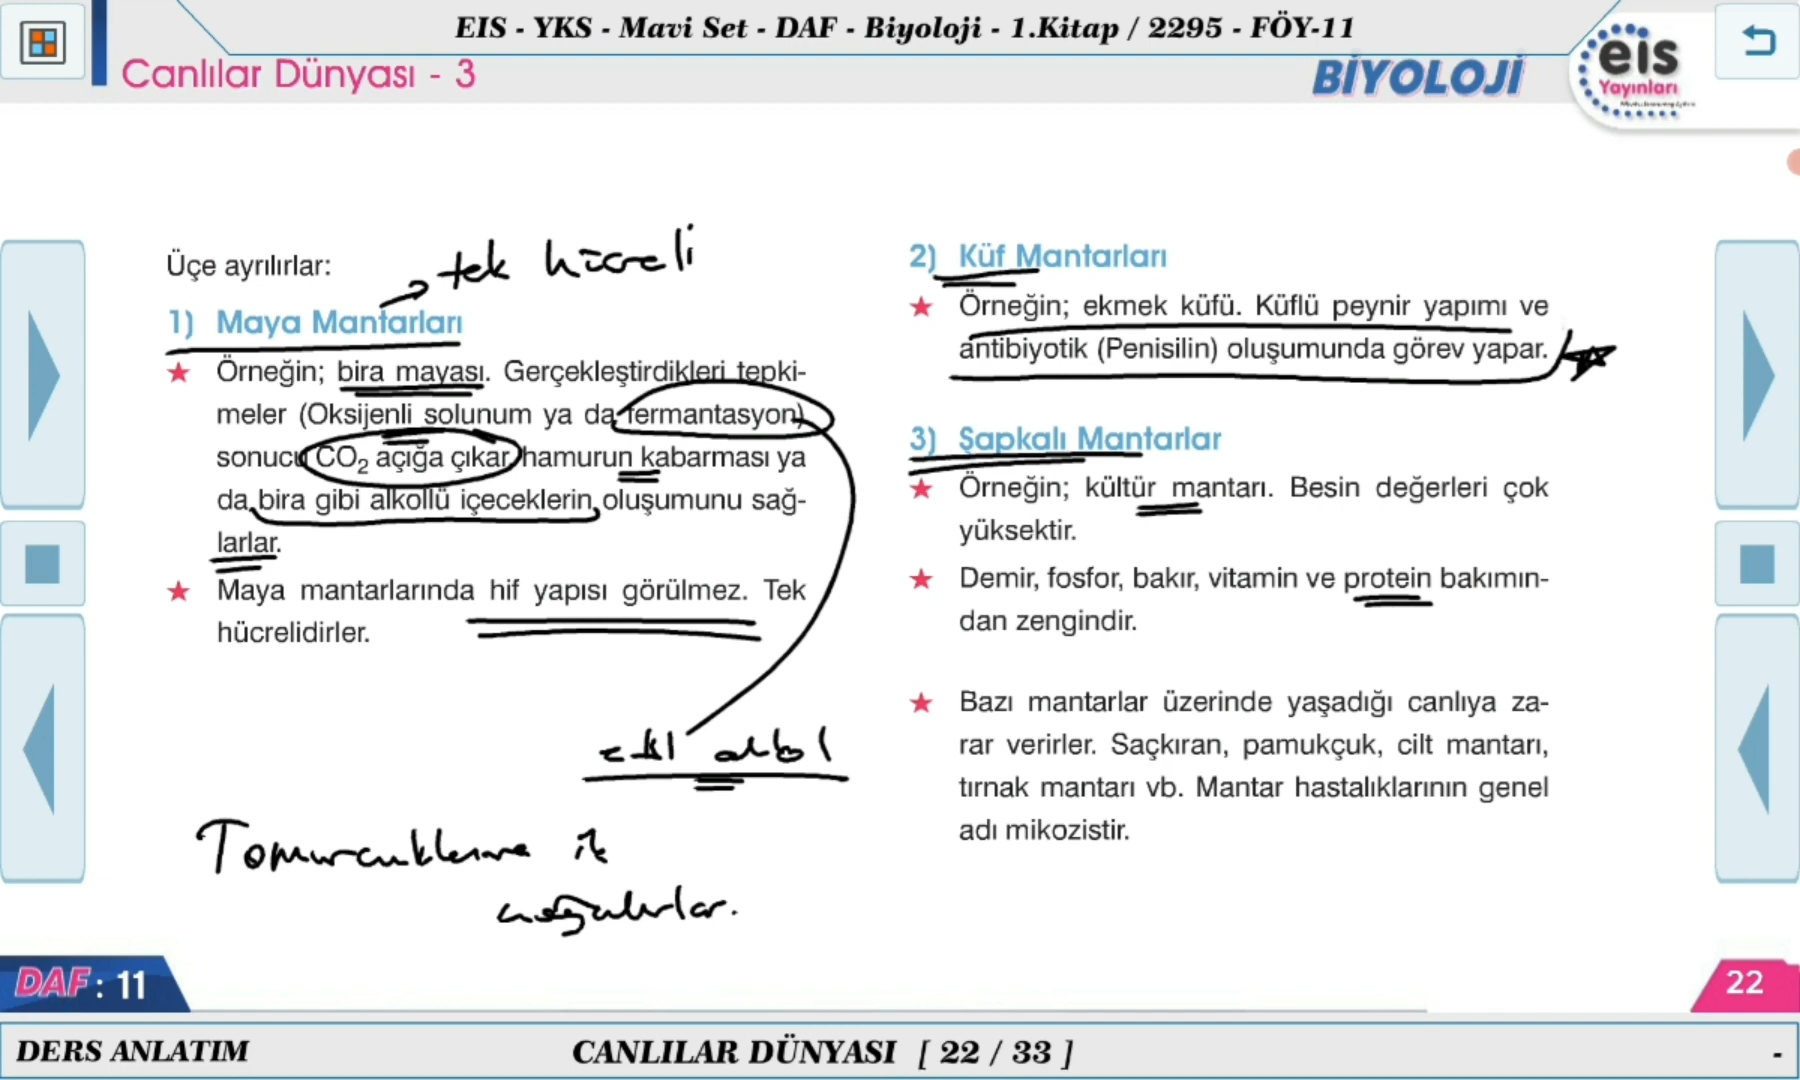 EIS - YKS - Mavi Set - DAF - Biyoloji - 1.Kitap / 2295 - FÖY-11
Canlılar Dünyası - 3
BİYOLOJİ
eis
Yayınları
Üçe ayrılırlar:
tek hücreli
1) Maya Mantarları
★ Örneğin; bira mayası. Gerçekleştirdikleri tepki-
meler (Oksijenli solunum ya da fermantasyon)
sonucu CO₂ açığa çıkar, hamurun kabarması ya
da bira gibi alkollü içeceklerin oluşumunu sağ-
larlar.
★ Maya mantarlarında hif yapısı görülmez. Tek
hücrelidirler.
etil alkol
Tomurcuklanma ile
çoğalırlar.
2) Küf Mantarları
★ Örneğin; ekmek küfü. Küflü peynir yapımı ve
antibiyotik (Penisilin) oluşumunda görev yapar.
3) Şapkalı Mantarlar
★ Örneğin; kültür mantarı. Besin değerleri çok
yüksektir.
★ Demir, fosfor, bakır, vitamin ve protein bakımın-
dan zengindir.
★ Bazı mantarlar üzerinde yaşadığı canlıya za-
rar verirler. Saçkıran, pamukçuk, cilt mantarı,
tırnak mantarı vb. Mantar hastalıklarının genel
adı mikozistir.
DAF : 11
22
DERS ANLATIM
CANLILAR DÜNYASI [ 22 / 33 ]
-